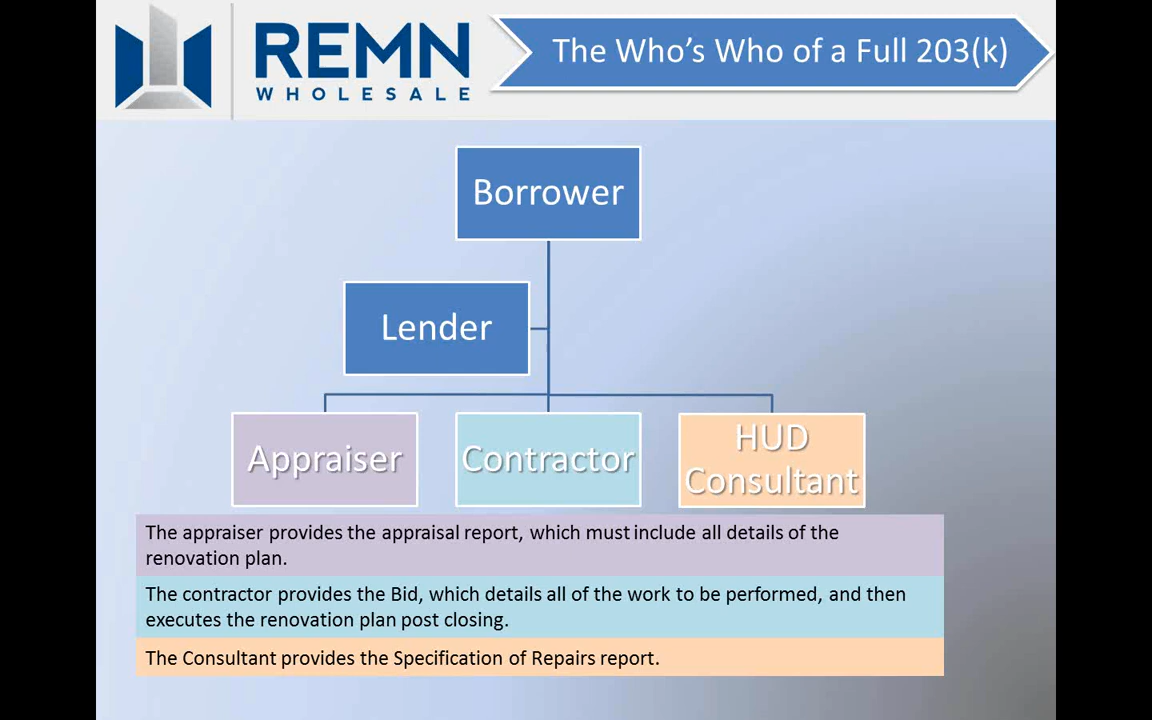 REMN
WHOLESALE
The Who's Who of a Full 203(k)
Borrower
Lender
Appraiser
Contractor
HUD
Consultant
The appraiser provides the appraisal report, which must include all details of the
renovation plan.
The contractor provides the Bid, which details all of the work to be performed, and then
executes the renovation plan post closing.
The Consultant provides the Specification of Repairs report.